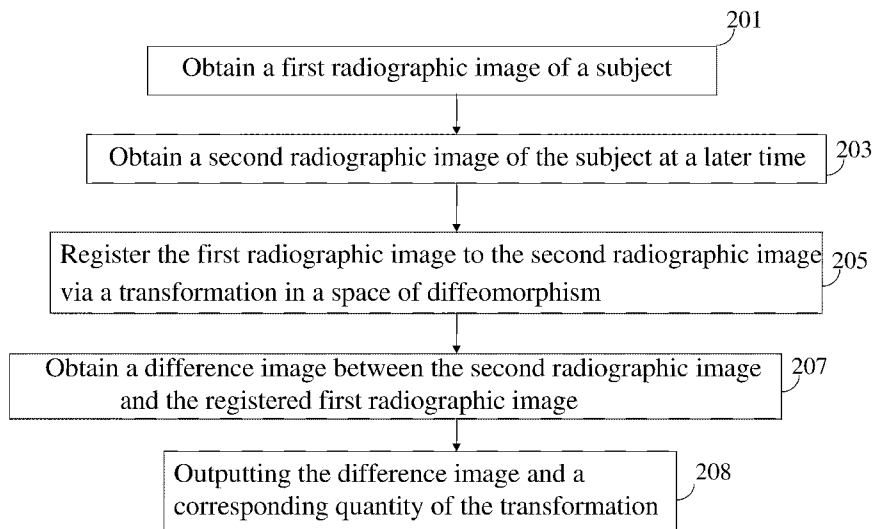 201
Obtain a first radiographic image of a subject
Obtain a second radiographic image of the subject at a later time
203
Register the first radiographic image to the second radiographic image
via a transformation in a space of diffeomorphism
205
Obtain a difference image between the second radiographic image
and the registered first radiographic image
207
Outputting the difference image and a
corresponding quantity of the transformation
208